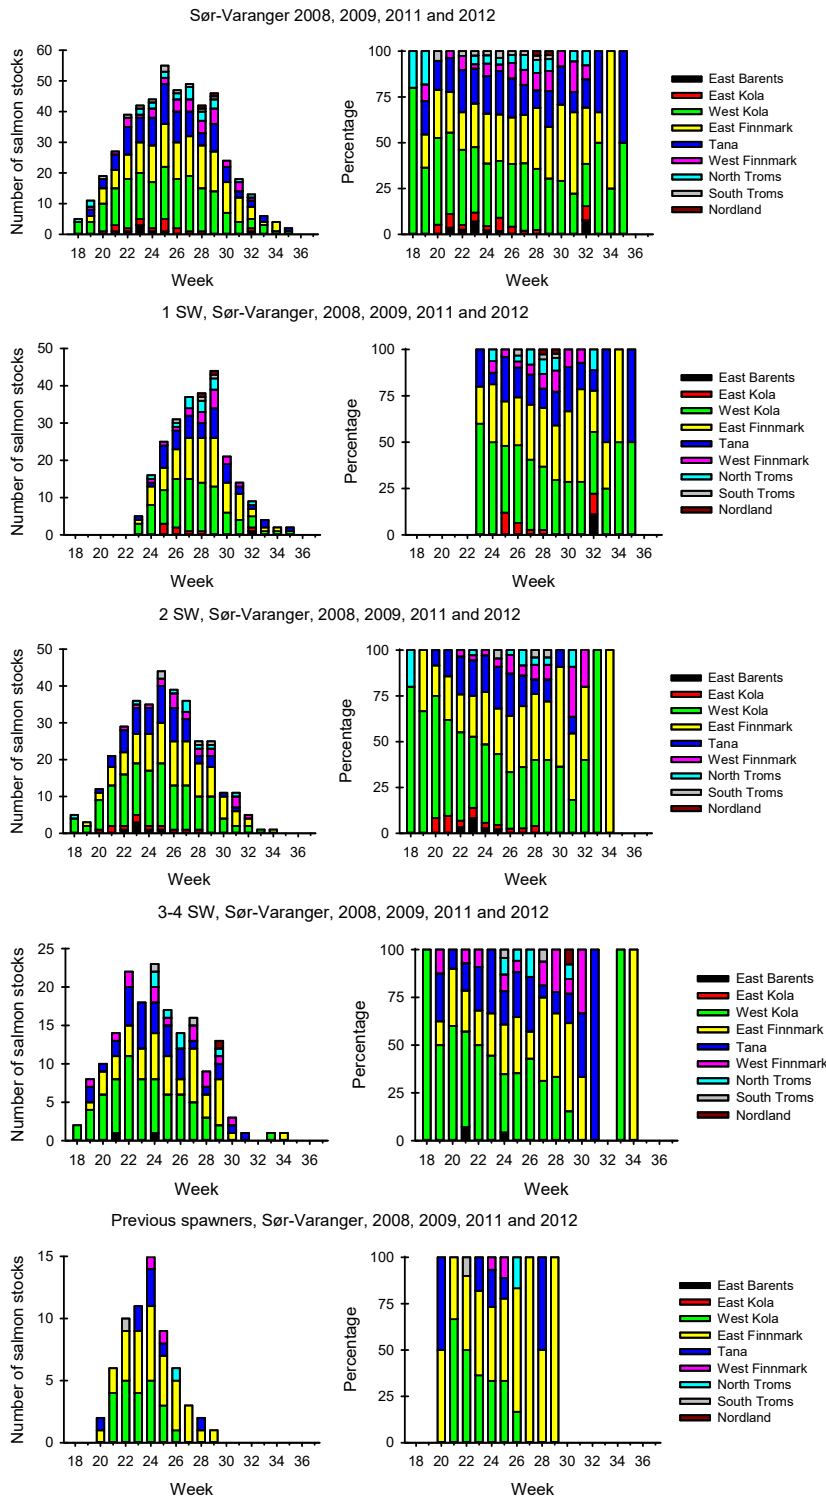 Sør-Varanger 2008, 2009, 2011 and 2012
Number of salmon stocks
60
50
40
30
20
10
0
18 20 22 24 26 28 30 32 34 36
Week
Percentage
100
75
50
25
0
18 20 22 24 26 28 30 32 34 36
Week
East Barents
East Kola
West Kola
East Finnmark
Tana
West Finnmark
North Troms
South Troms
Nordland
1 SW, Sør-Varanger, 2008, 2009, 2011 and 2012
Number of salmon stocks
50
40
30
20
10
0
18 20 22 24 26 28 30 32 34 36
Week
Percentage
100
75
50
25
0
18 20 22 24 26 28 30 32 34 36
Week
East Barents
East Kola
West Kola
East Finnmark
Tana
West Finnmark
North Troms
South Troms
Nordland
2 SW, Sør-Varanger, 2008, 2009, 2011 and 2012
Number of salmon stocks
50
40
30
20
10
0
18 20 22 24 26 28 30 32 34 36
Week
Percentage
100
75
50
25
0
18 20 22 24 26 28 30 32 34 36
Week
East Barents
East Kola
West Kola
East Finnmark
Tana
West Finnmark
North Troms
South Troms
Nordland
3-4 SW, Sør-Varanger, 2008, 2009, 2011 and 2012
Number of salmon stocks
25
20
15
10
5
0
18 20 22 24 26 28 30 32 34 36
Week
Percentage
100
75
50
25
0
18 20 22 24 26 28 30 32 34 36
Week
East Barents
East Kola
West Kola
East Finnmark
Tana
West Finnmark
North Troms
South Troms
Nordland
Previous spawners, Sør-Varanger, 2008, 2009, 2011 and 2012
Number of salmon stocks
15
10
5
0
18 20 22 24 26 28 30 32 34 36
Week
Percentage
100
75
50
25
0
18 20 22 24 26 28 30 32 34 36
Week
East Barents
East Kola
West Kola
East Finnmark
Tana
West Finnmark
North Troms
South Troms
Nordland